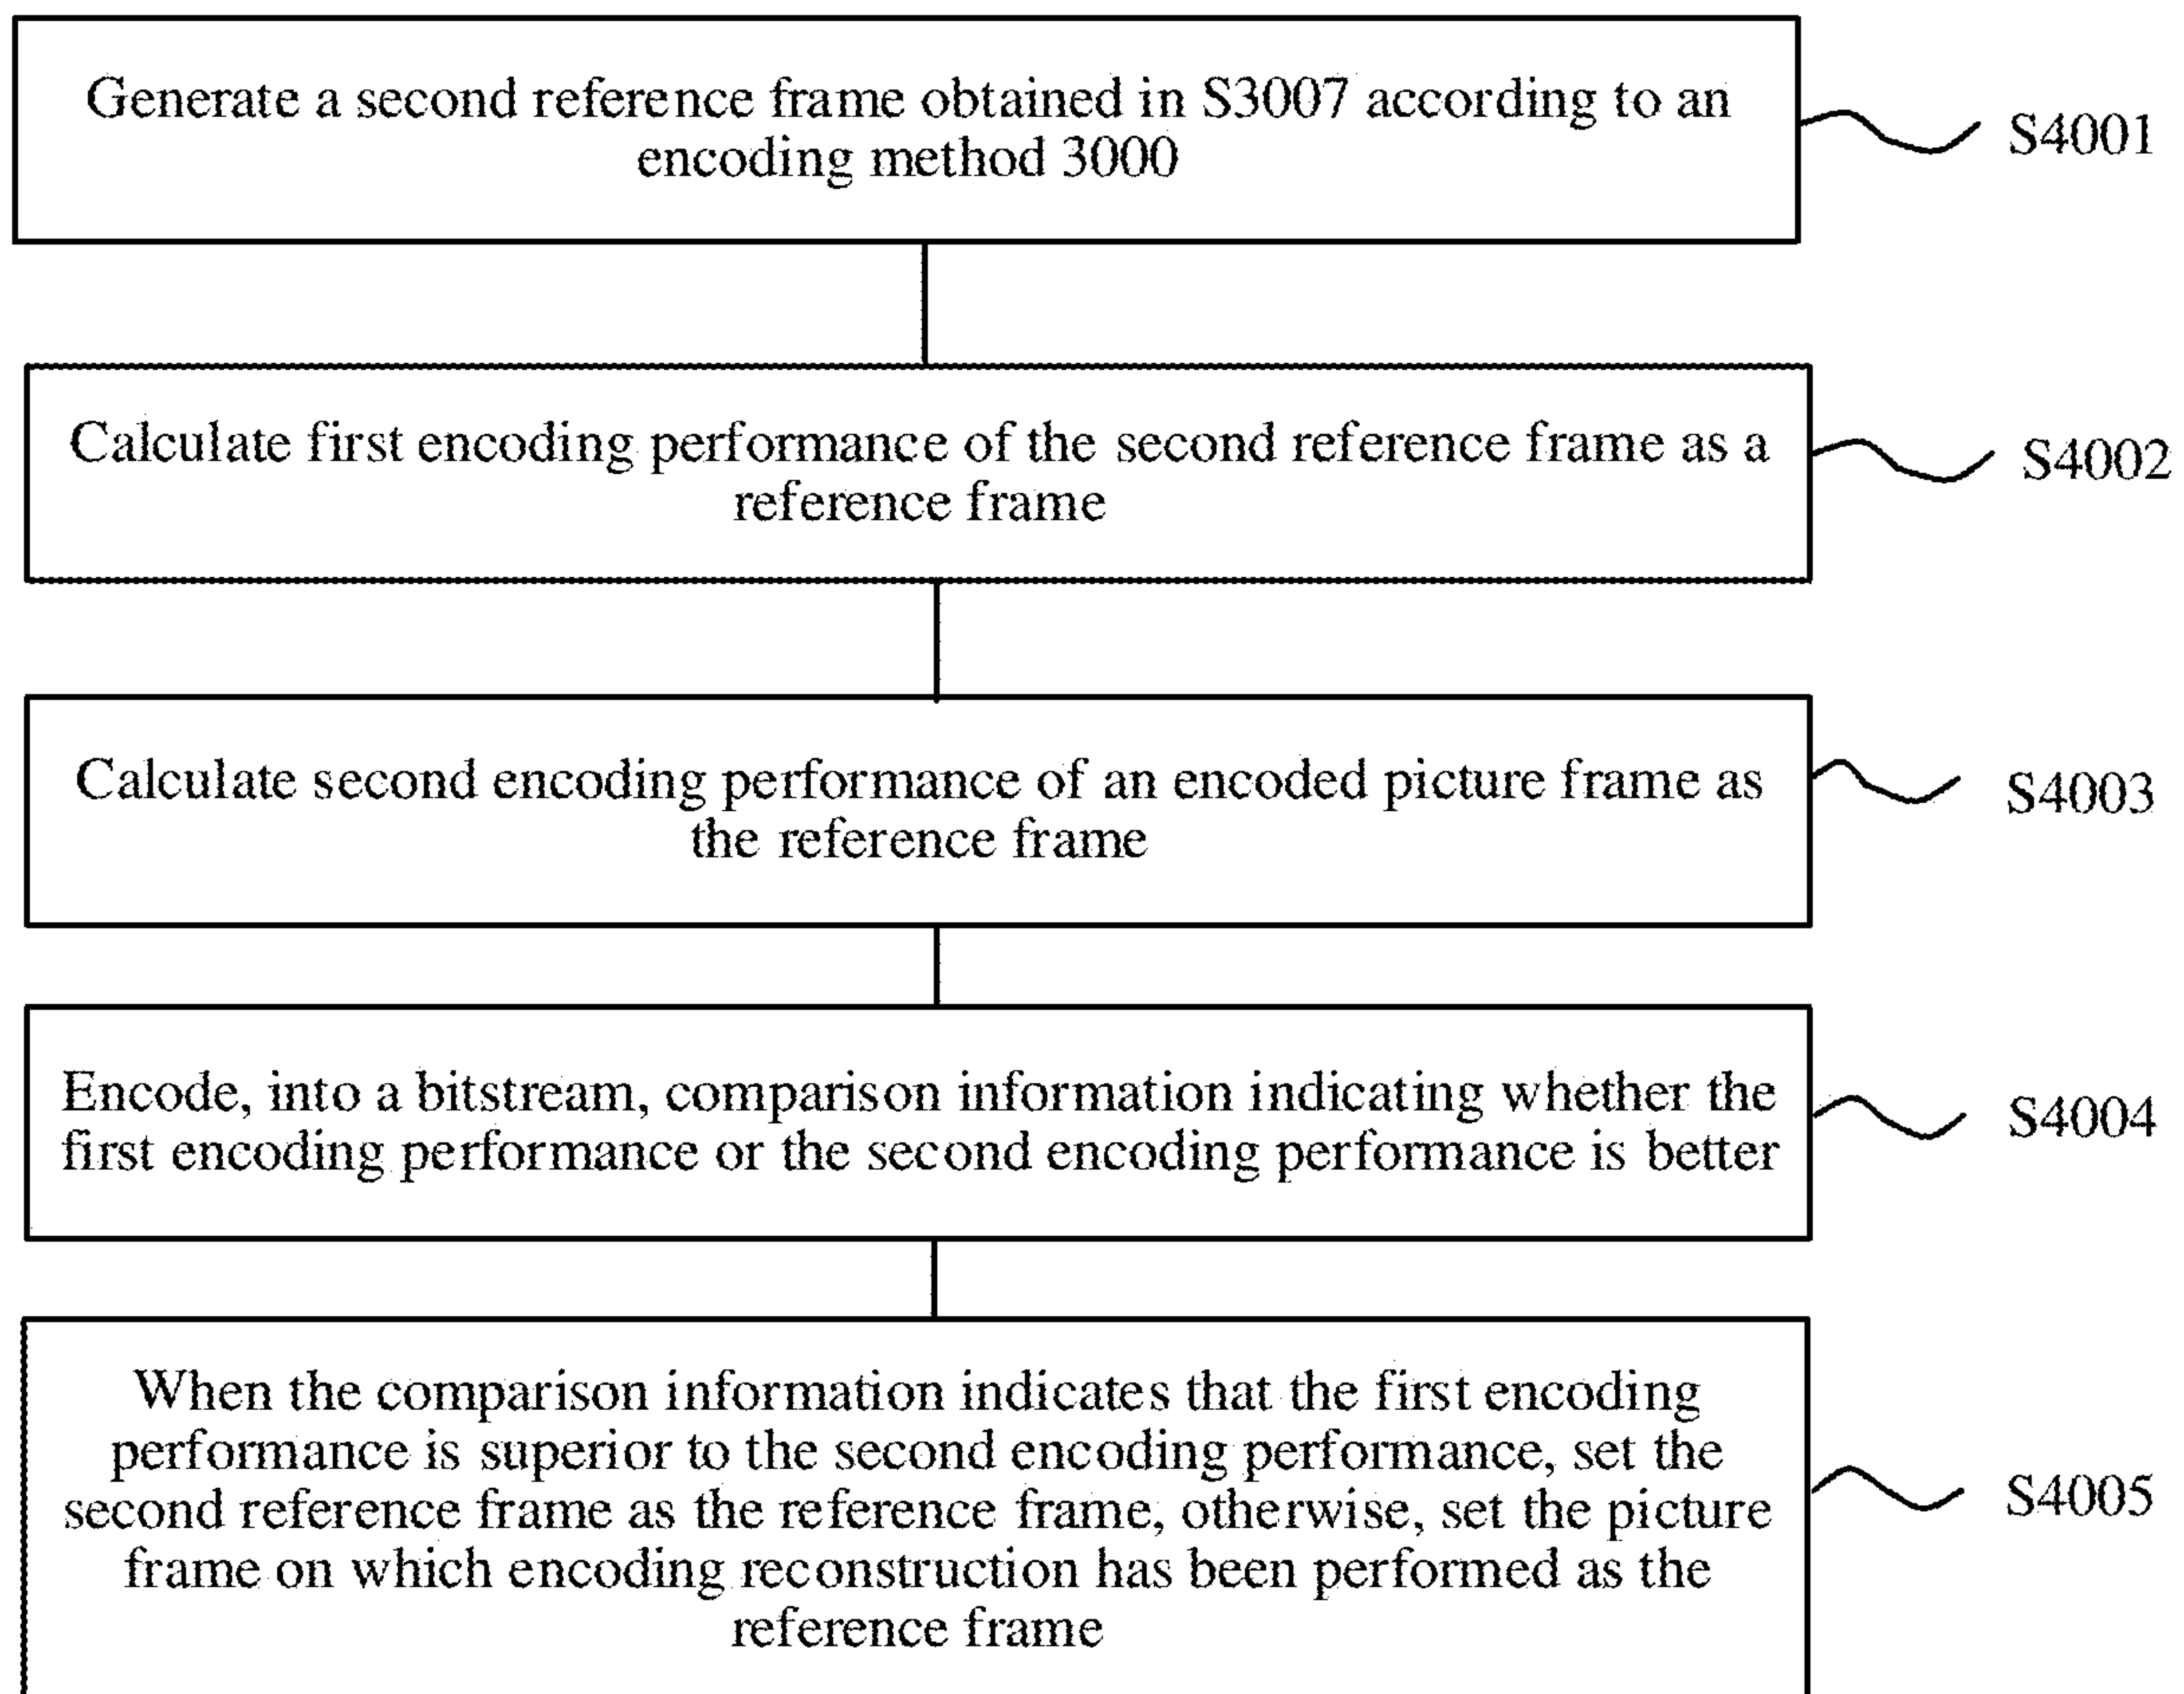 Generate a second reference frame obtained in S3007 according to an
encoding method 3000
S4001
Calculate first encoding performance of the second reference frame as a
reference frame
S4002
Calculate second encoding performance of an encoded picture frame as
the reference frame
S4003
Encode, into a bitstream, comparison information indicating whether the
first encoding performance or the second encoding performance is better
S4004
When the comparison information indicates that the first encoding
performance is superior to the second encoding performance, set the
second reference frame as the reference frame; otherwise, set the picture
frame on which encoding reconstruction has been performed as the
reference frame
S4005